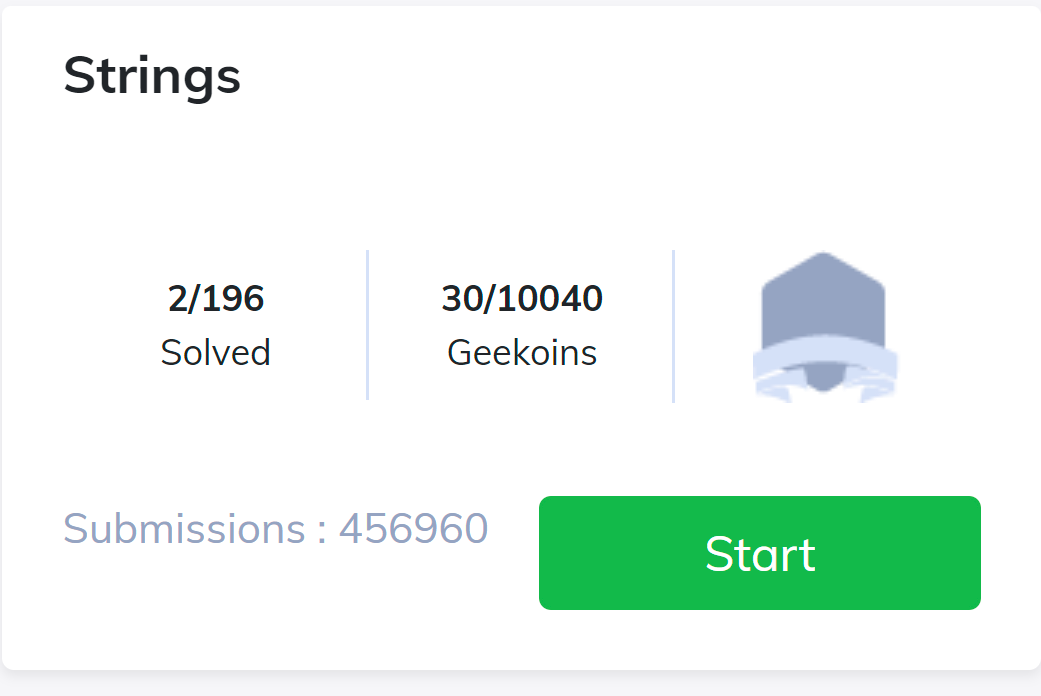 Strings
2/196
Solved
30/10040
Geekoins
Submissions : 456960
Start